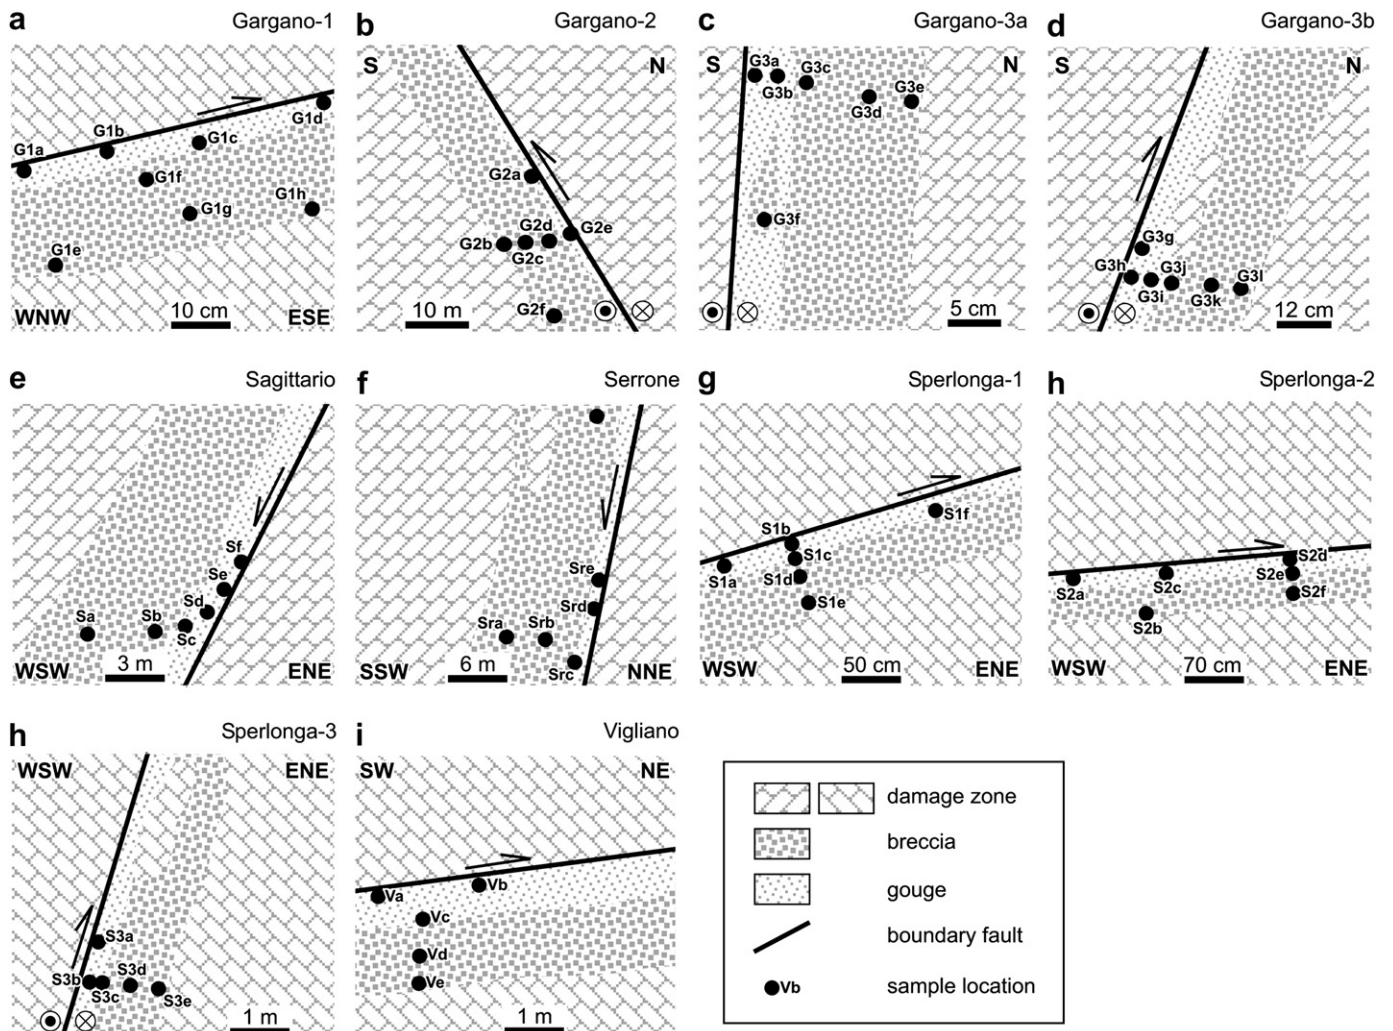 a Gargano-1
G1a
G1b
G1c
G1d
G1f
G1g
G1h
G1e
WNW 10 cm ESE
b Gargano-2
S N
G2a
G2b
G2c
G2d
G2e
G2f
10 m
c Gargano-3a
S N
G3a
G3b
G3c
G3d
G3e
G3f
5 cm
d Gargano-3b
S N
G3g
G3h
G3i
G3j
G3k
G3l
12 cm
e Sagittario
Sf
Se
Sd
Sc
Sb
Sa
WSW 3 m ENE
f Serrone
Sre
Srd
Sra
Srb
Src
SSW 6 m NNE
g Sperlonga-1
S1a
S1b
S1c
S1d
S1e
S1f
WSW 50 cm ENE
h Sperlonga-2
S2a
S2b
S2c
S2d
S2e
S2f
WSW 70 cm ENE
h Sperlonga-3
WSW ENE
S3a
S3b
S3c
S3d
S3e
1 m
i Vigliano
SW NE
Va
Vb
Vc
Vd
Ve
1 m
damage zone
breccia
gouge
boundary fault
Vb sample location